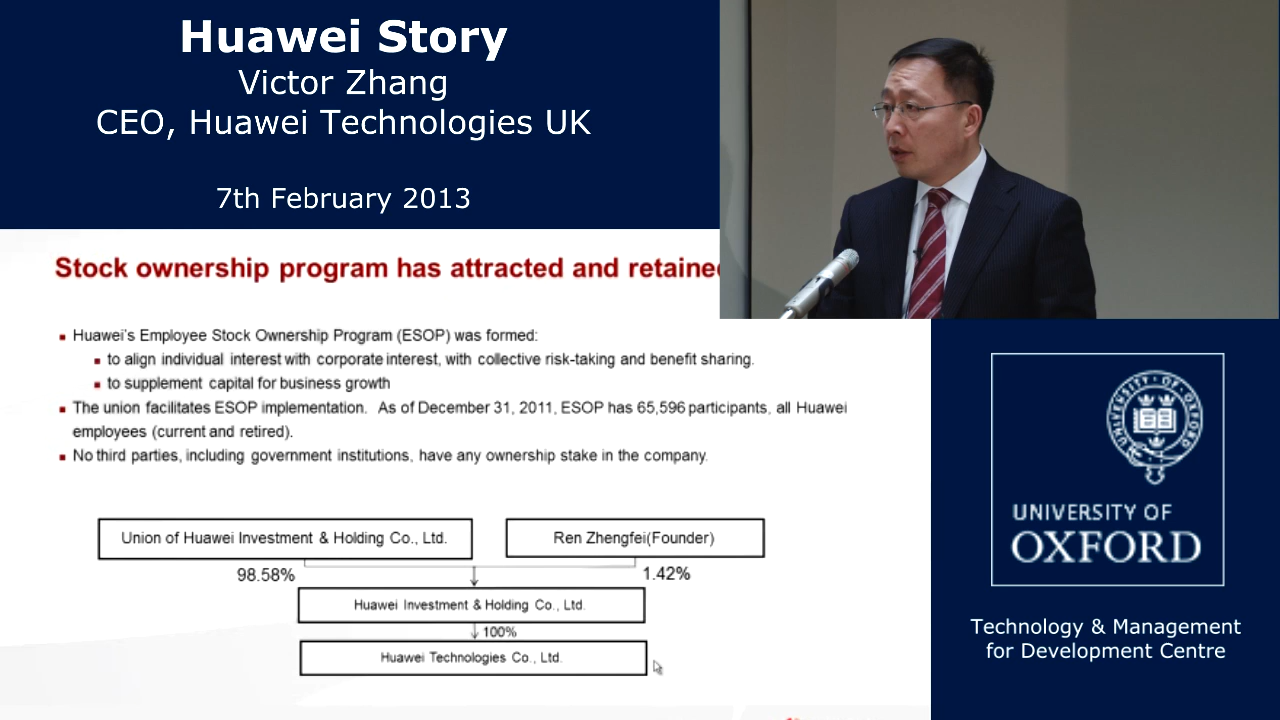 Huawei Story
Victor Zhang
CEO, Huawei Technologies UK
7th February 2013
Stock ownership program has attracted and retained
▪ Huawei's Employee Stock Ownership Program (ESOP) was formed:
▪ to align individual interest with corporate interest, with collective risk-taking and benefit sharing.
▪ to supplement capital for business growth
▪ The union facilitates ESOP implementation. As of December 31, 2011, ESOP has 65,596 participants, all Huawei
employees (current and retired).
▪ No third parties, including government institutions, have any ownership stake in the company.
Union of Huawei Investment & Holding Co., Ltd.
Ren Zhengfei(Founder)
98.58%
1.42%
Huawei Investment & Holding Co., Ltd.
100%
Huawei Technologies Co., Ltd.
UNIVERSITY OF OXFORD
UNIVERSITY OF
OXFORD
Technology & Management
for Development Centre